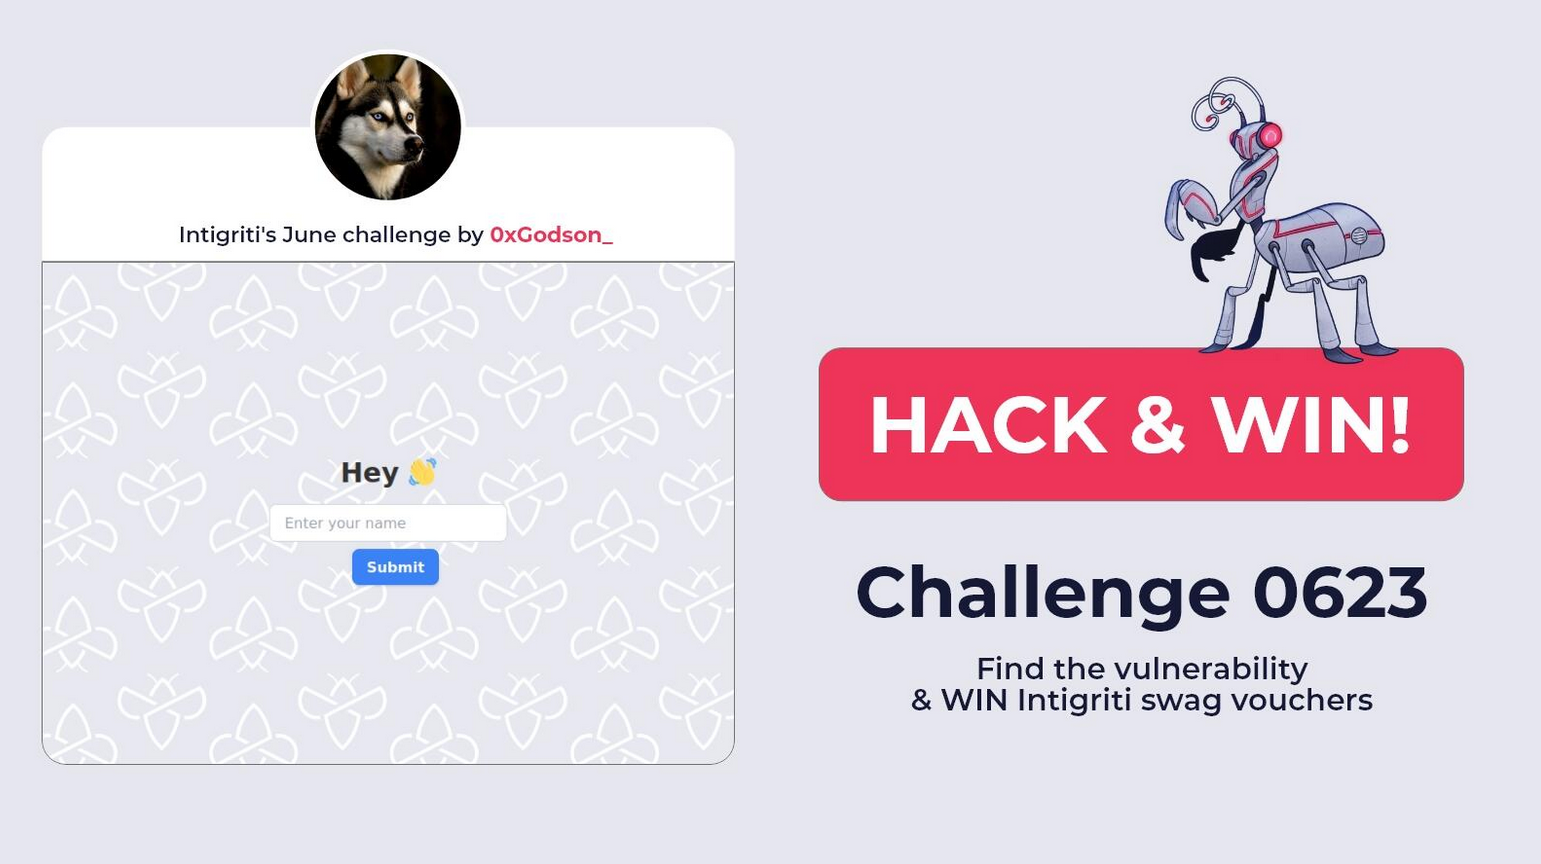 Intigriti's June challenge by 0xGodson_
Hey 👋
Enter your name
Submit
HACK & WIN!
Challenge 0623
Find the vulnerability
& WIN Intigriti swag vouchers